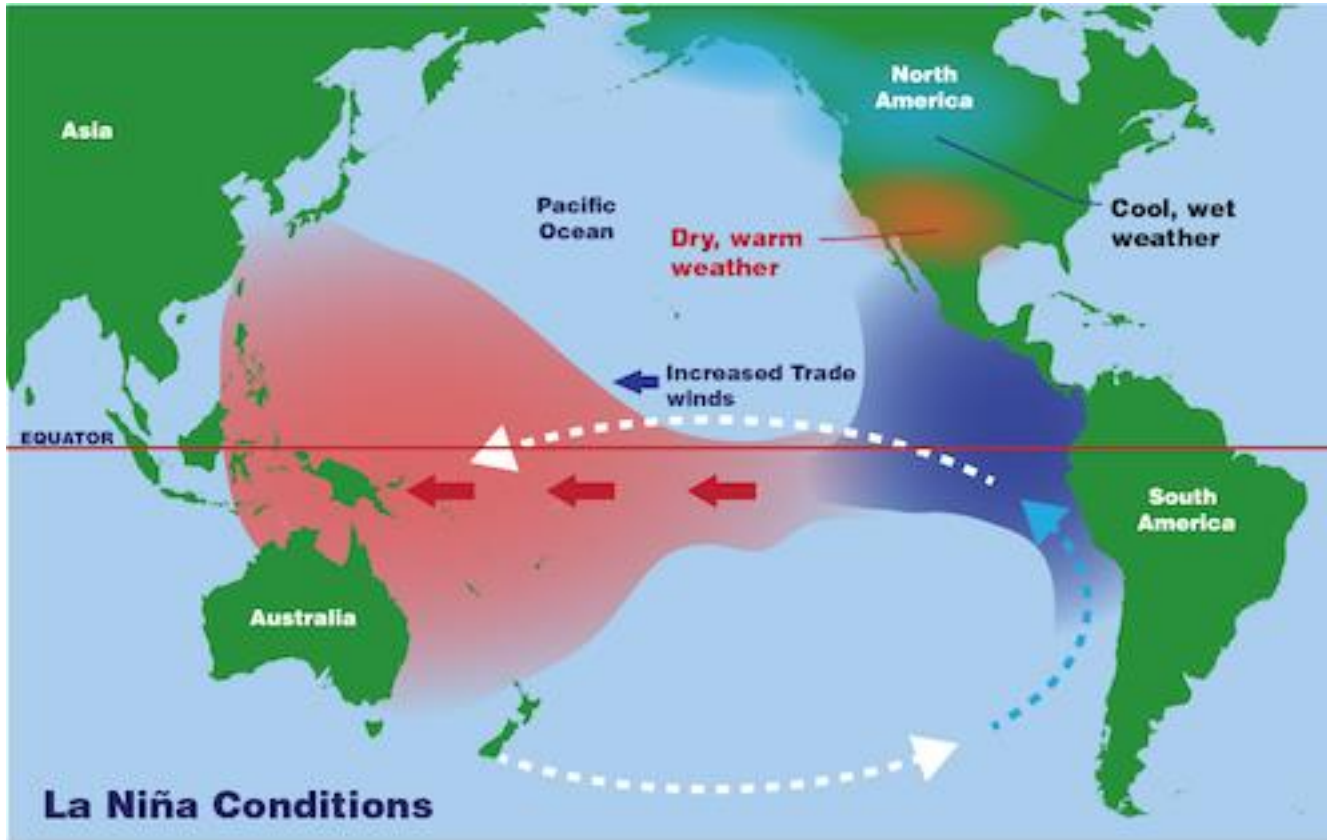 North
America
Asia
Cool, wet
weather
Pacific
Ocean
Dry, warm
weather
Increased Trade
winds
EQUATOR
South
America
Australia
La Niña Conditions